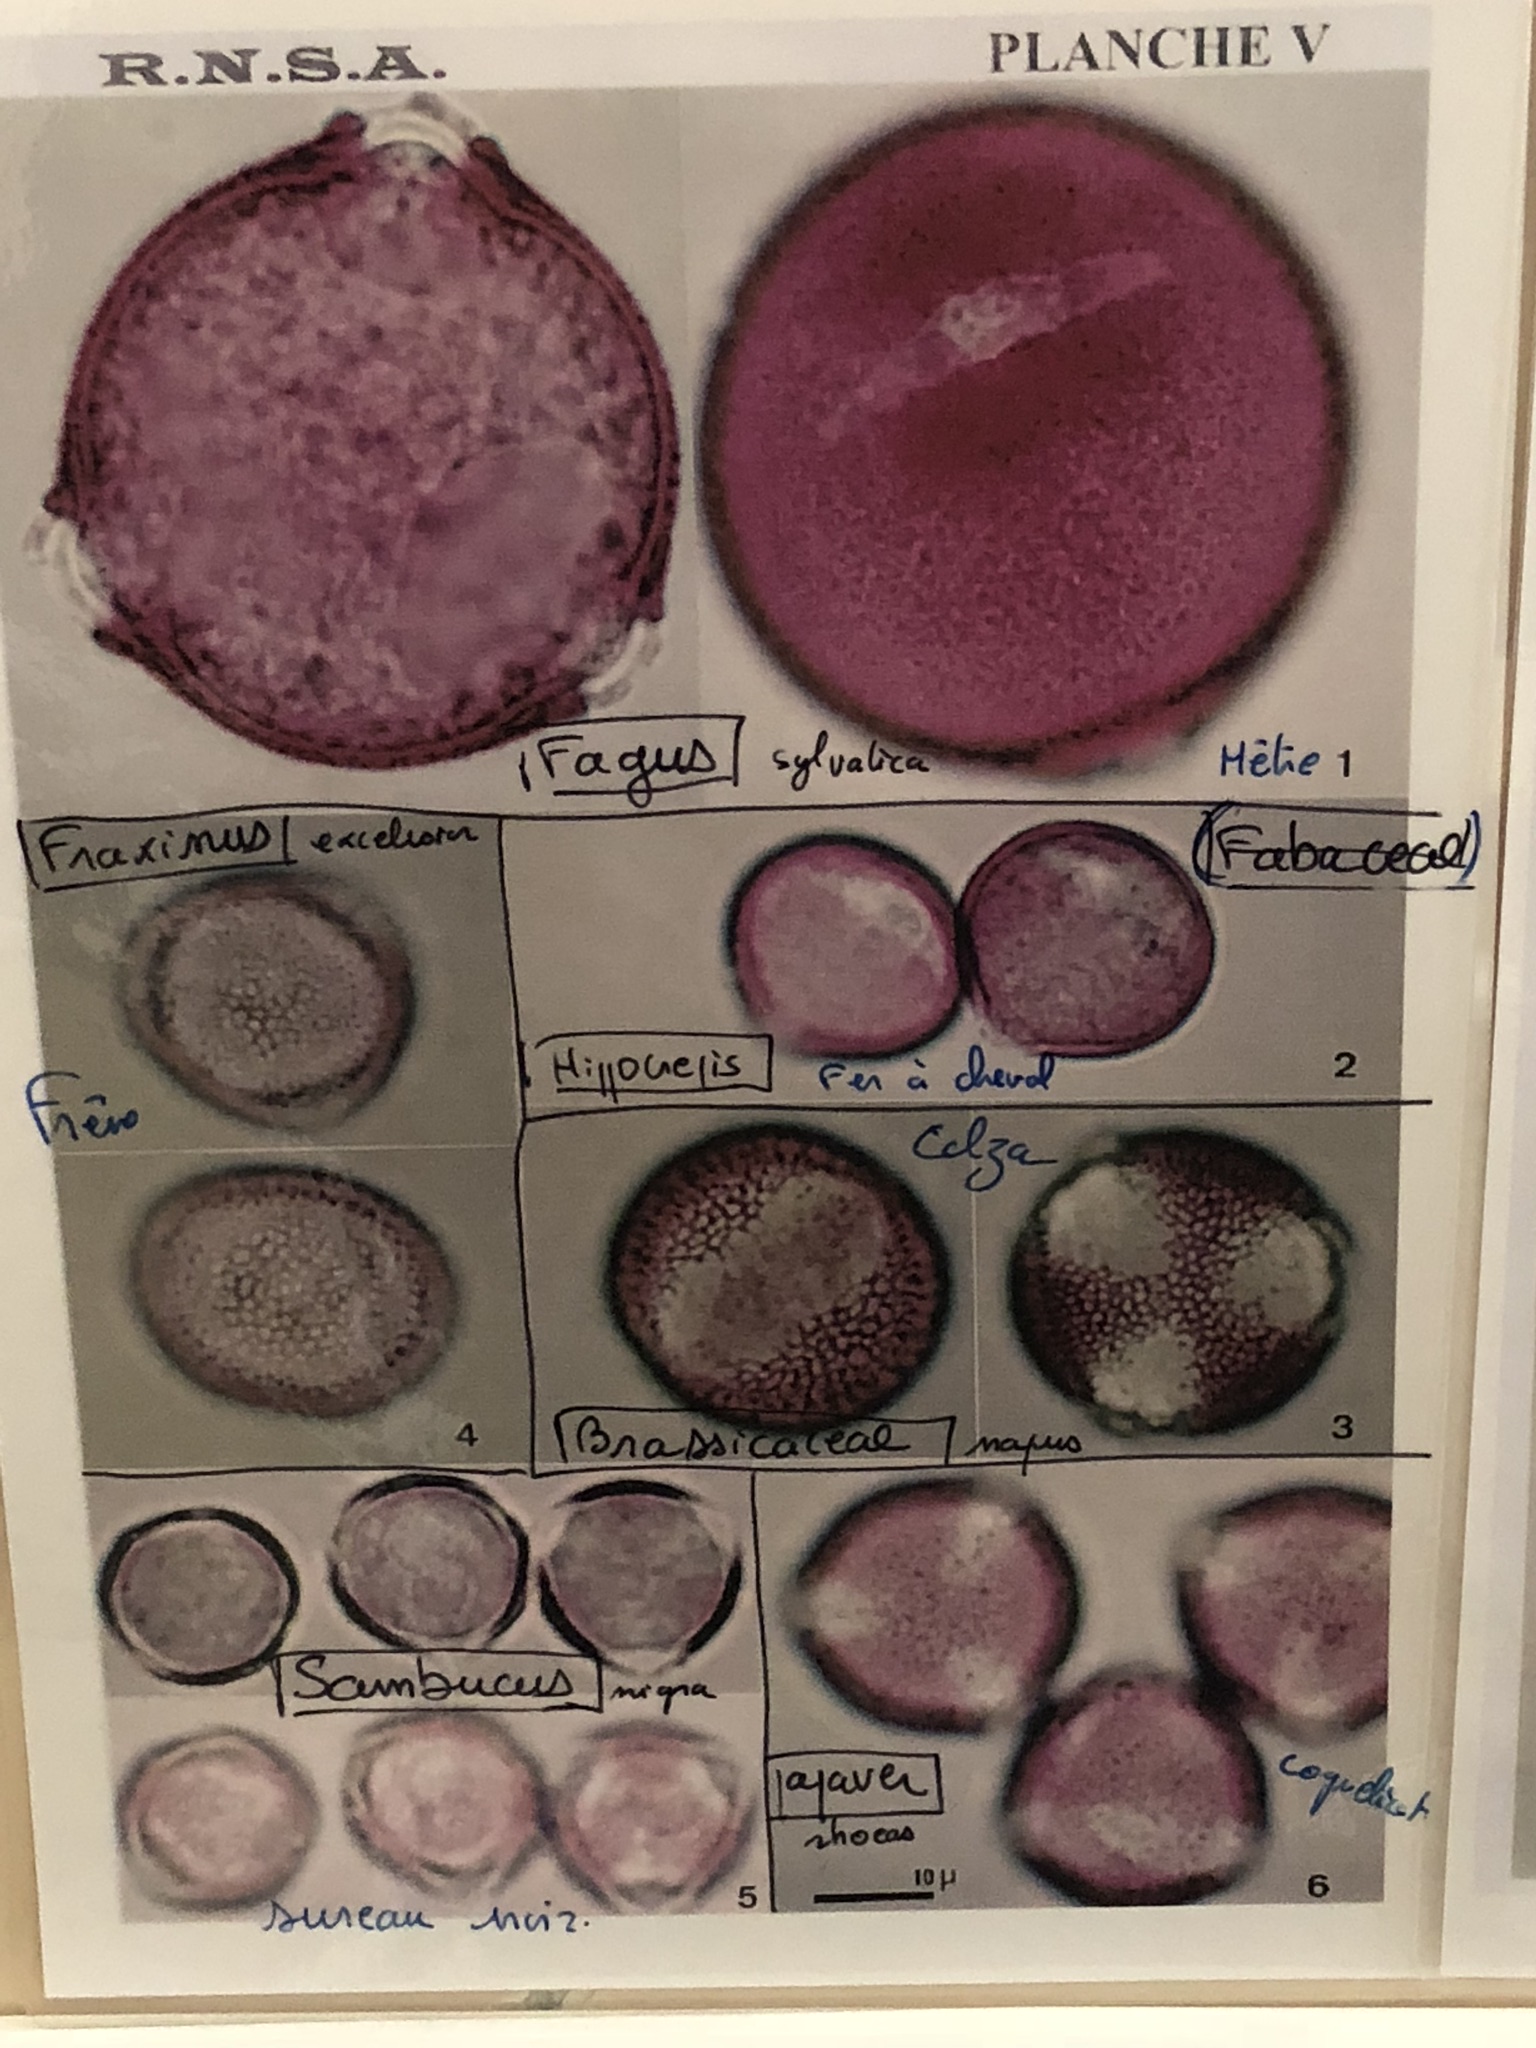 R.N.S.A.
PLANCHE V
Fagus sylvatica Hêtre 1
Fraxinus excelsior
(Fabaceae)
Hippocrepis Fer à cheval 2
Frêne
Colza
4
Brassicaceae napus 3
Sambucus nigra
Papaver
rhoeas
coquelicot
10 µ
5
6
sureau noir.